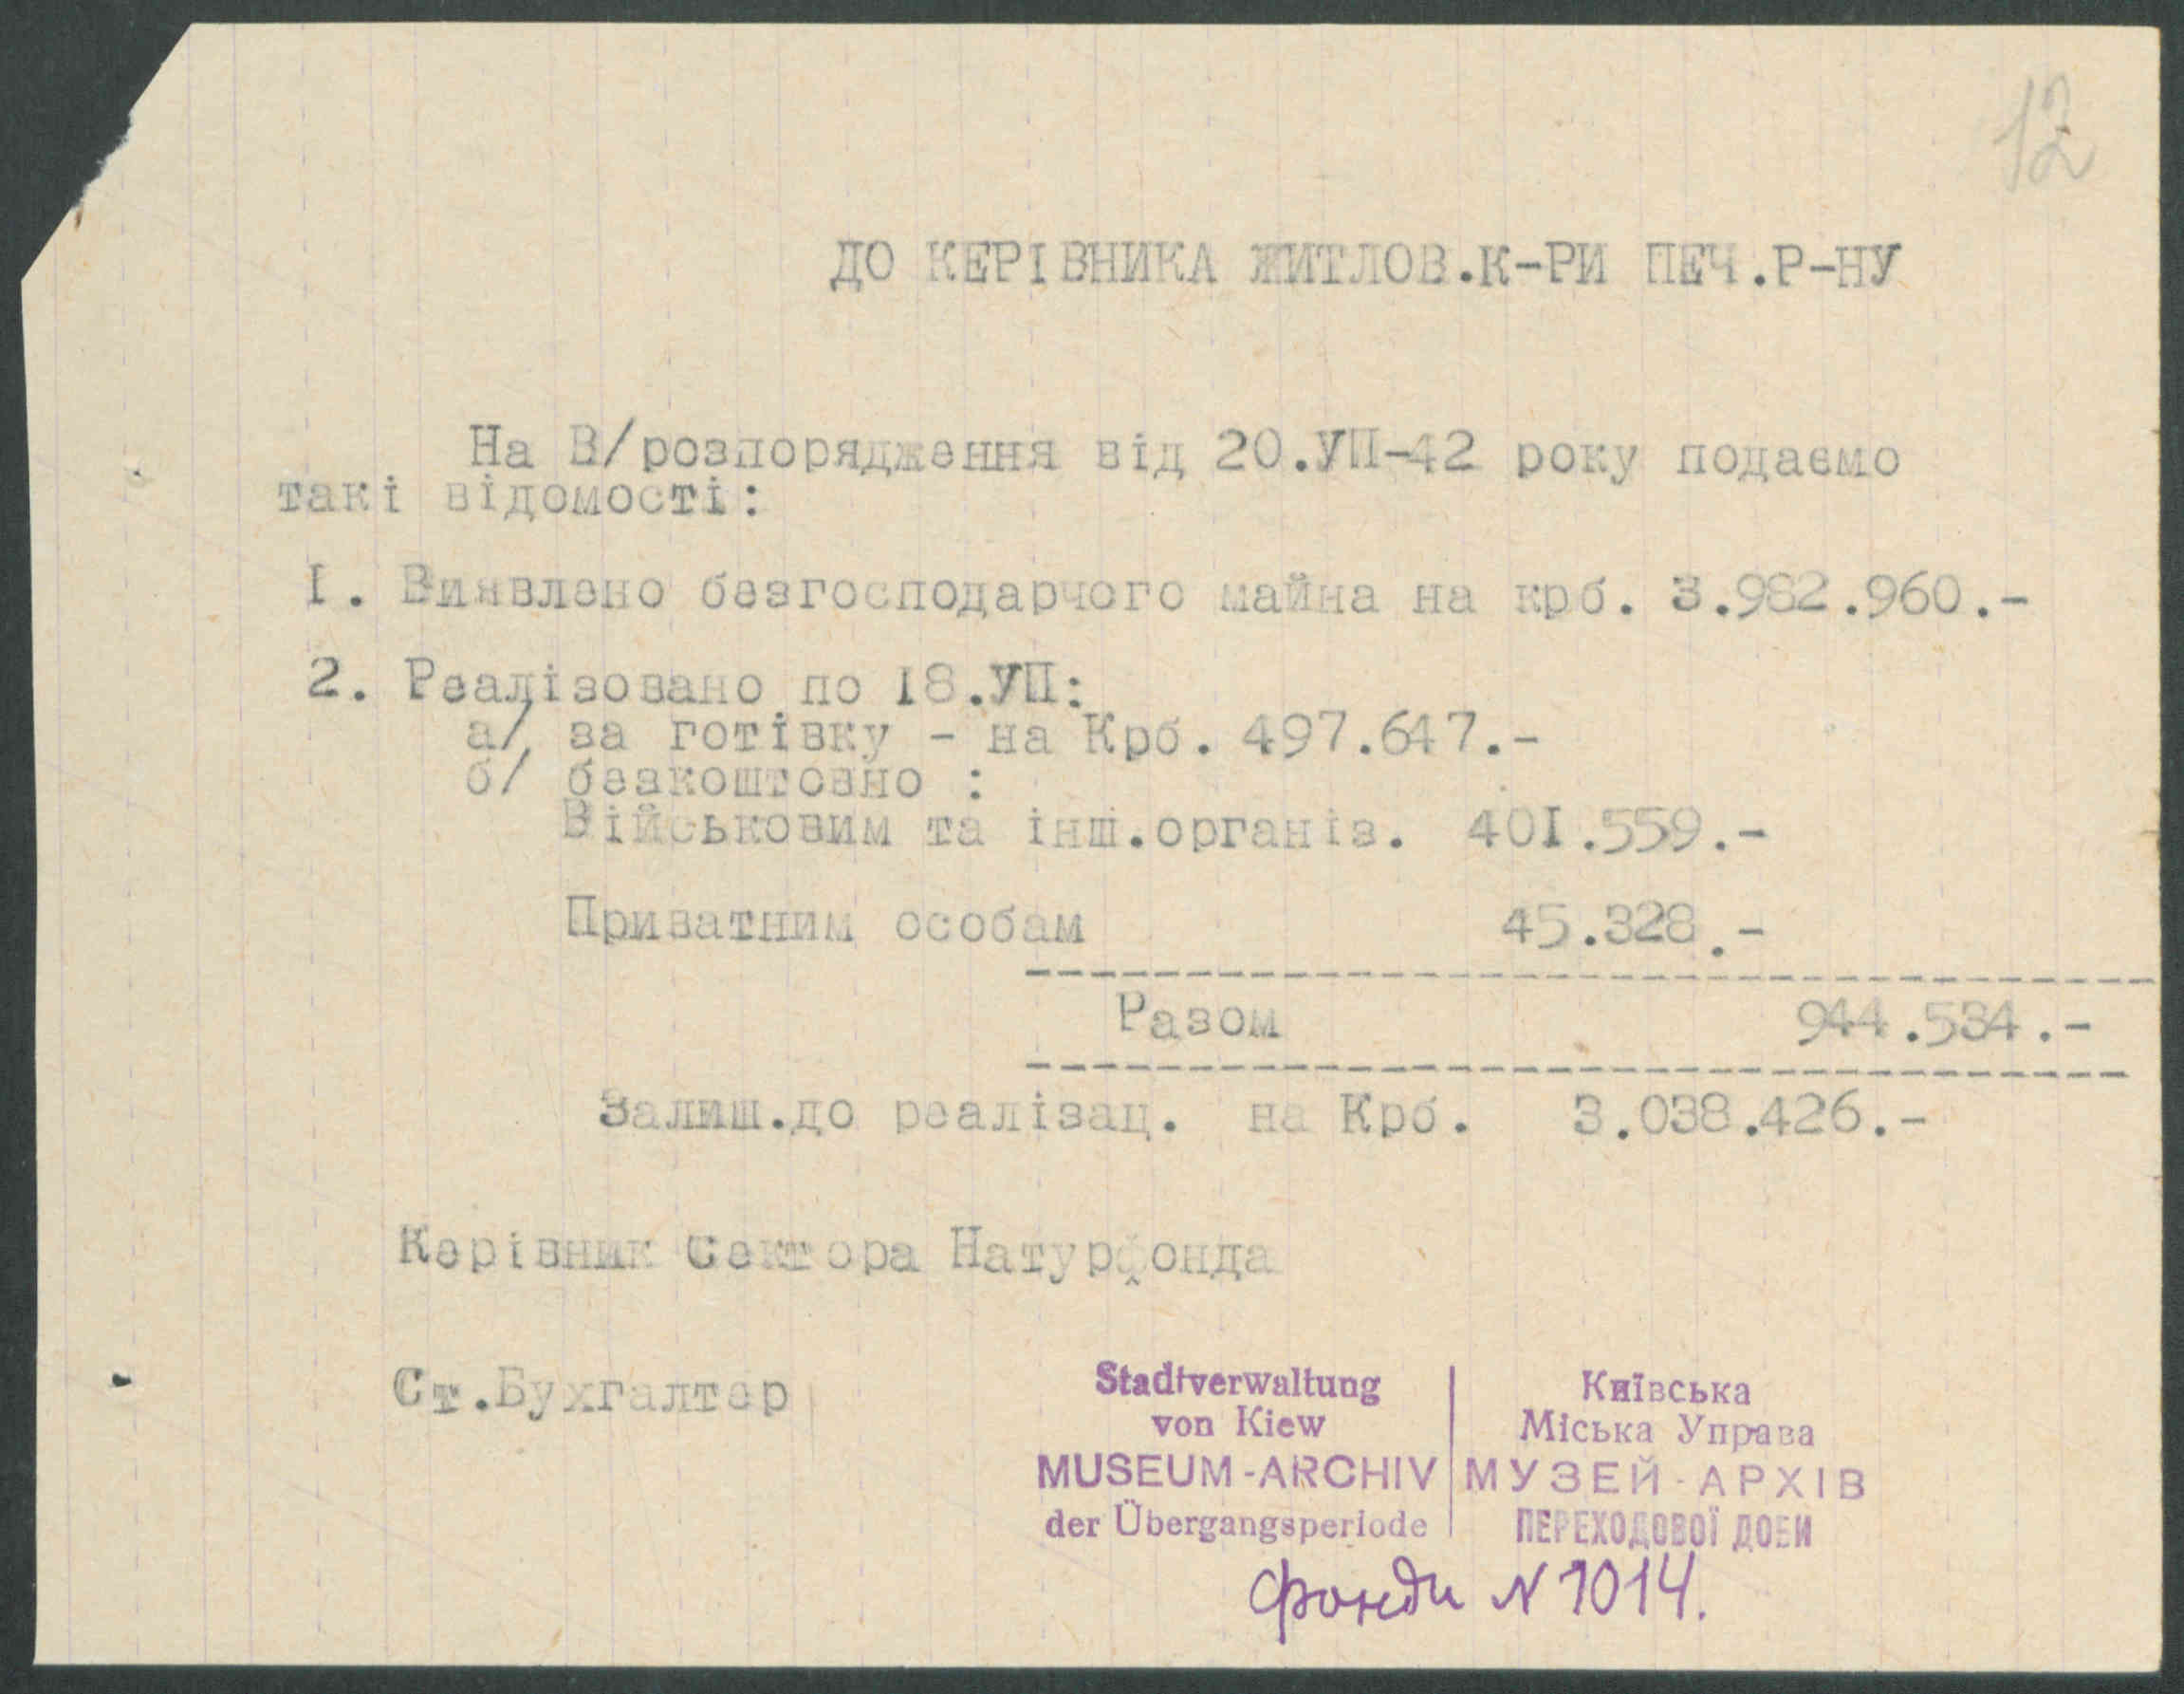 12
ДО КЕРІВНИКА ЖИТЛОВ.К-РИ ПЕЧ.Р-НУ
На В/розпорядження від 20.УП-42 року подаємо
такі відомості:
I. Виявлено безгосподарчого майна на крб. 3.982.960.-
2. Реалізовано по I8.УП:
а/ за готівку - на Крб. 497.647.-
б/ безкоштовно :
Військовим та інш.органів. 40I.559.-
Приватним особам 45.328.-
Разом 944.534.-
Залиш.до реалізац. на Крб. 3.038.426.-
Керівник Сектора Натурфонда
Ст.Бухгалтер
Stadtverwaltung
von Kiew
MUSEUM-ARCHIV
der Übergangsperiode
Київська
Міська Управа
МУЗЕЙ-АРХІВ
ПЕРЕХОДОВОЇ ДОБИ
Фонди N 1014.